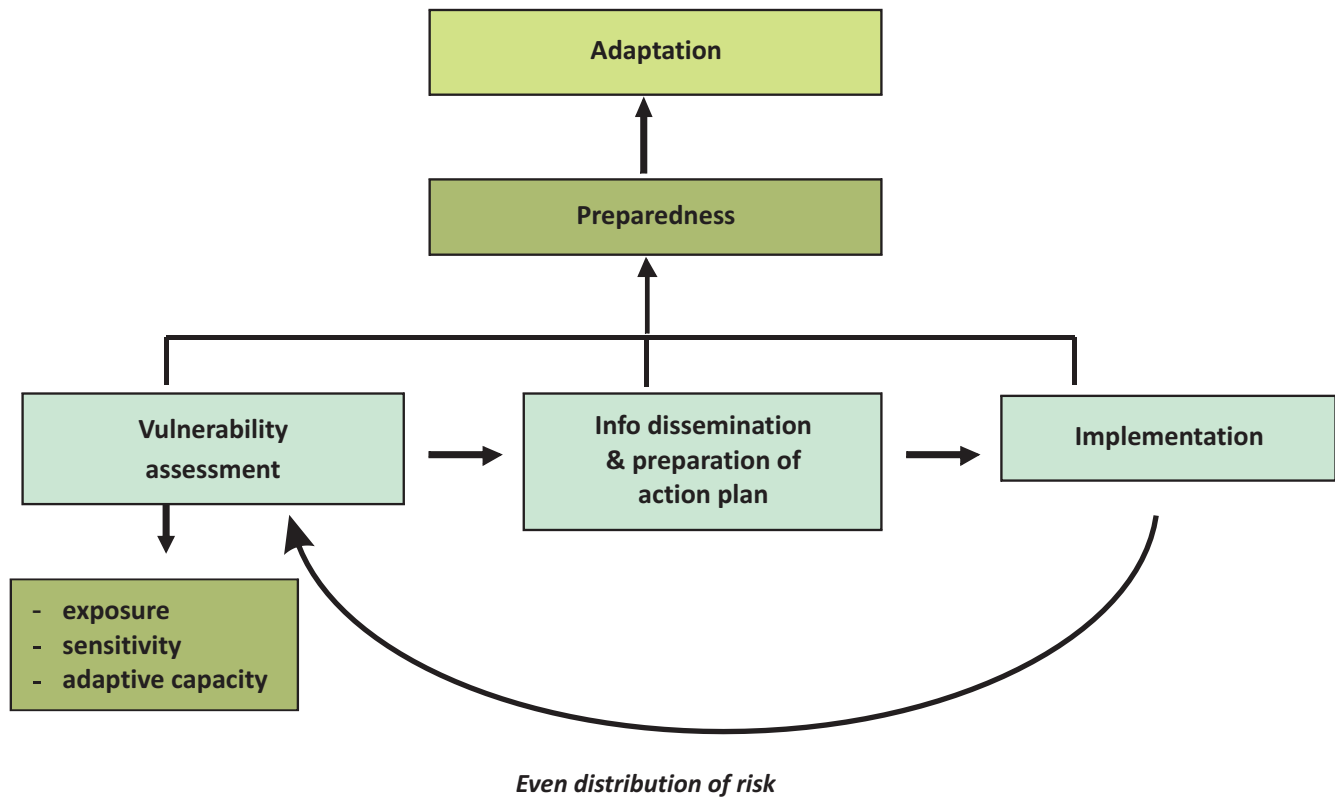 Adaptation
Preparedness
Vulnerability
assessment
Info dissemination
& preparation of
action plan
Implementation
- exposure
- sensitivity
- adaptive capacity
Even distribution of risk